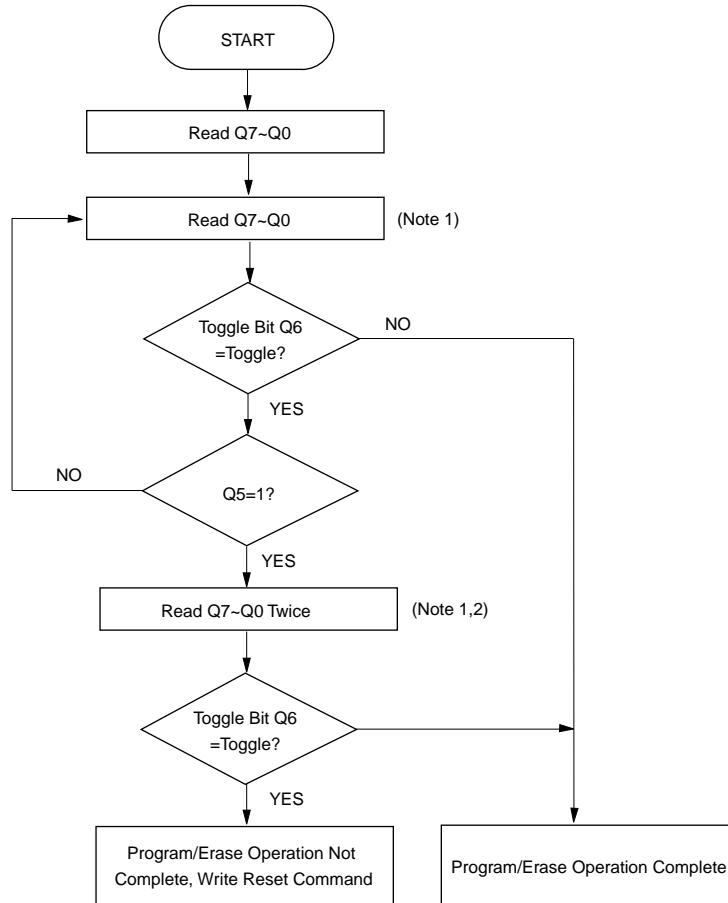 START
Read Q7~Q0
Read Q7~Q0
(Note 1)
Toggle Bit Q6
=Toggle?
NO
YES
NO
Q5=1?
YES
Read Q7~Q0 Twice
(Note 1,2)
Toggle Bit Q6
=Toggle?
YES
Program/Erase Operation Not
Complete, Write Reset Command
Program/Erase Operation Complete